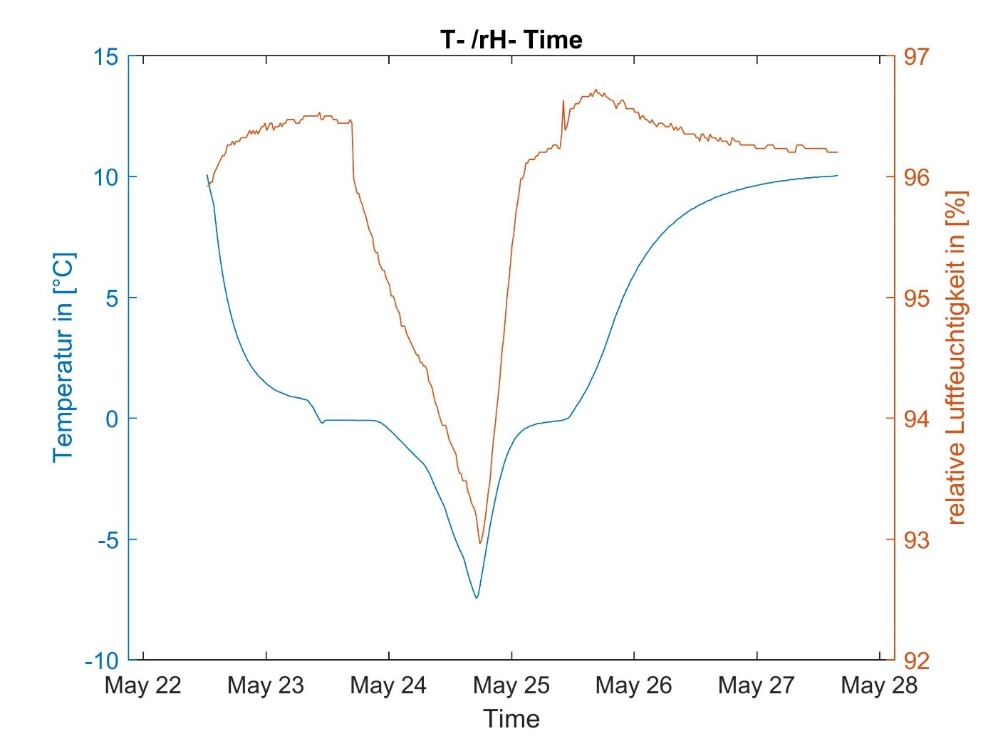 T- /rH- Time
15
10
5
0
-5
-10
Temperatur in [°C]
97
96
95
94
93
92
relative Luftfeuchtigkeit in [%]
May 22 May 23 May 24 May 25 May 26 May 27 May 28
Time